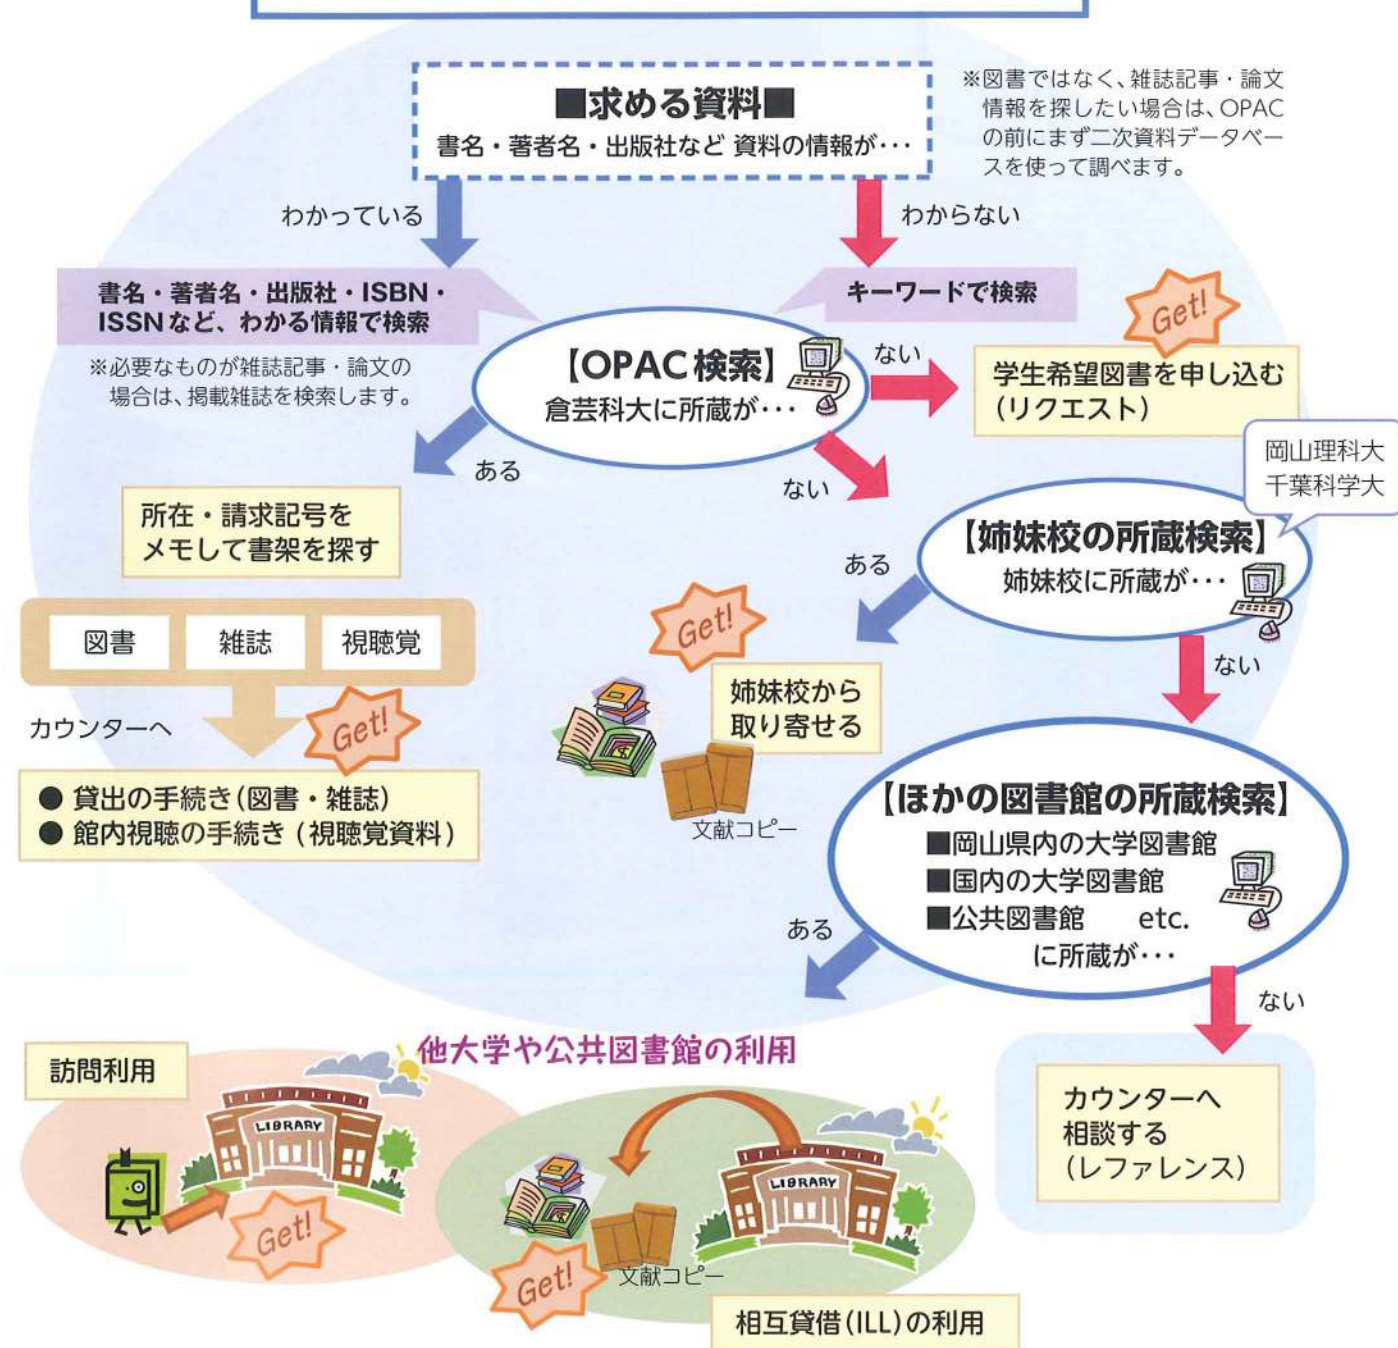 ■求める資料■
書名・著者名・出版社など 資料の情報が･･･
※図書ではなく、雑誌記事・論文
情報を探したい場合は、OPAC
の前にまず二次資料データベー
スを使って調べます。
わかっている
わからない
書名・著者名・出版社・ISBN・
ISSNなど、わかる情報で検索
キーワードで検索
※必要なものが雑誌記事・論文の
場合は、掲載雑誌を検索します。
【OPAC検索】
倉芸科大に所蔵が･･･
ない
Get!
学生希望図書を申し込む
(リクエスト)
ある
ない
岡山理科大
千葉科学大
所在・請求記号を
メモして書架を探す
【姉妹校の所蔵検索】
姉妹校に所蔵が･･･
ある
ない
図書
雑誌
視聴覚
カウンターへ
Get!
Get!
姉妹校から
取り寄せる
文献コピー
● 貸出の手続き(図書・雑誌)
● 館内視聴の手続き (視聴覚資料)
【ほかの図書館の所蔵検索】
■岡山県内の大学図書館
■国内の大学図書館
■公共図書館 etc.
に所蔵が･･･
ある
ない
他大学や公共図書館の利用
訪問利用
LIBRARY
Get!
LIBRARY
Get!
文献コピー
相互貸借(ILL)の利用
カウンターへ
相談する
(レファレンス)